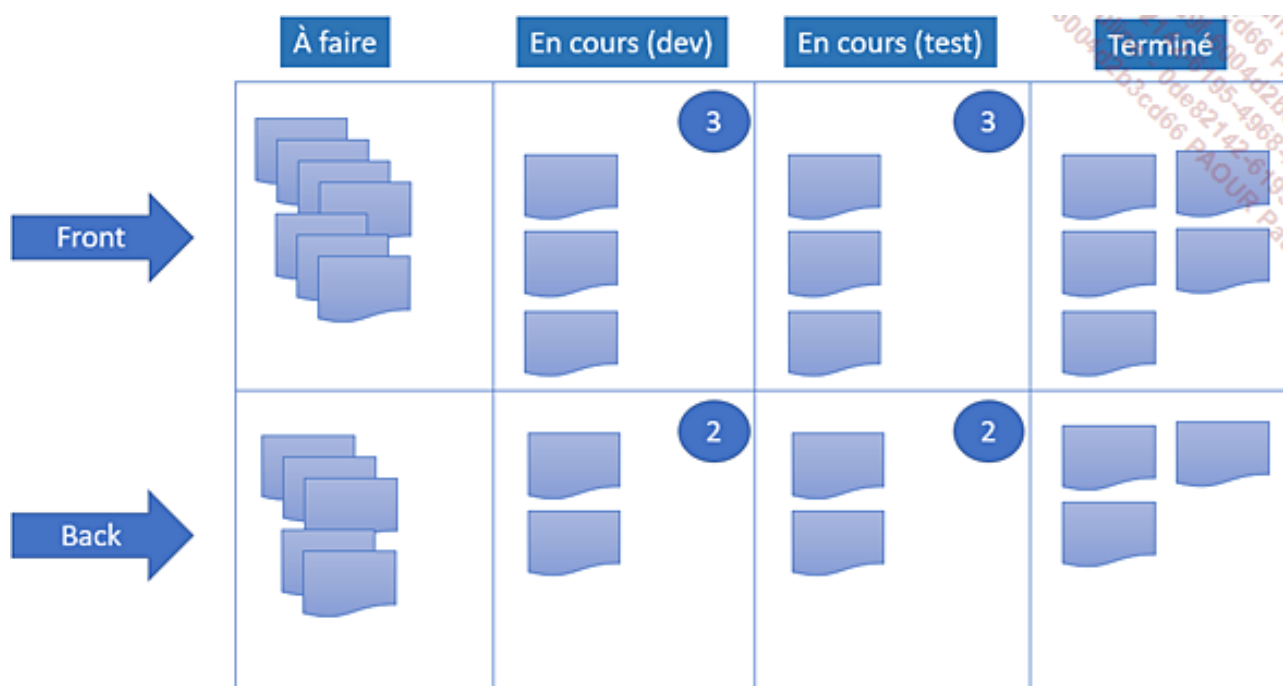 À faire
En cours (dev)
En cours (test)
Terminé
3
3
Front
2
2
Back